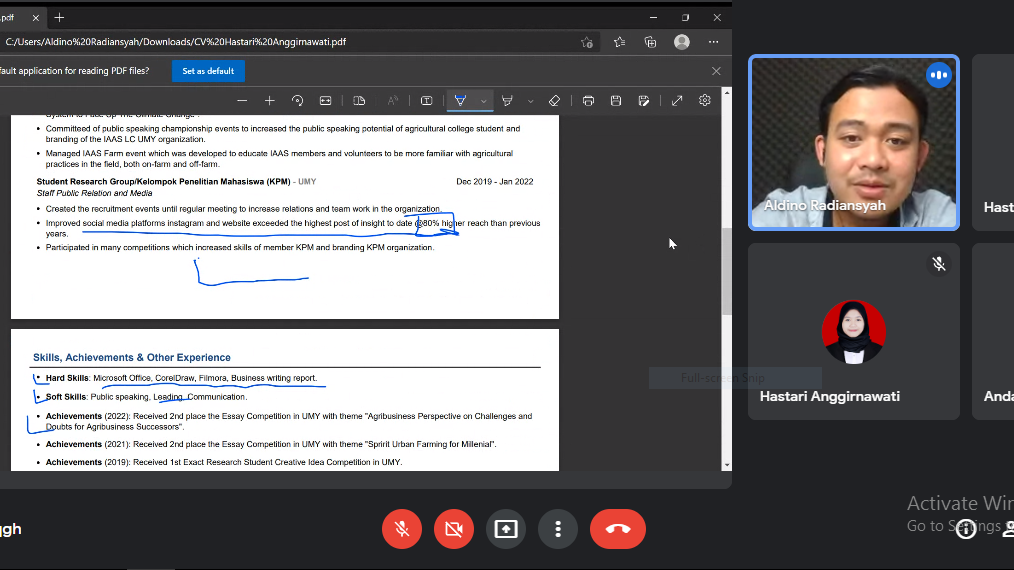 .pdf
C:/Users/Aldino%20Radiansyah/Downloads/CV%20Hastari%20Anggirnawati.pdf
fault application for reading PDF files?
Set as default
System to Face Up The Climate Change".
Committeed of public speaking championship events to increased the public speaking potential of agricultural college student and
branding of the IAAS LC UMY organization.
Managed IAAS Farm event which was developed to educate IAAS members and volunteers to be more familiar with agricultural
practices in the field, both on-farm and off-farm.
Student Research Group/Kelompok Penelitian Mahasiswa (KPM) - UMY Dec 2019 - Jan 2022
Staff Public Relation and Media
Created the recruitment events until regular meeting to increase relations and team work in the organization.
Improved social media platforms instagram and website exceeded the highest post of insight to date @80% higher reach than previous
years.
Participated in many competitions which increased skills of member KPM and branding KPM organization.
Skills, Achievements & Other Experience
Hard Skills: Microsoft Office, CorelDraw, Filmora, Business writing report.
Soft Skills: Public speaking, Leading, Communication.
Achievements (2022): Received 2nd place the Essay Competition in UMY with theme "Agribusiness Perspective on Challenges and
Doubts for Agribusiness Successors".
Achievements (2021): Received 2nd place the Essay Competition in UMY with theme "Spririt Urban Farming for Millenial".
Achievements (2019): Received 1st Exact Research Student Creative Idea Competition in UMY.
Full-screen Snip
Aldino Radiansyah
Hast
Hastari Anggirnawati
Anda
Activate Win
Go to Settings